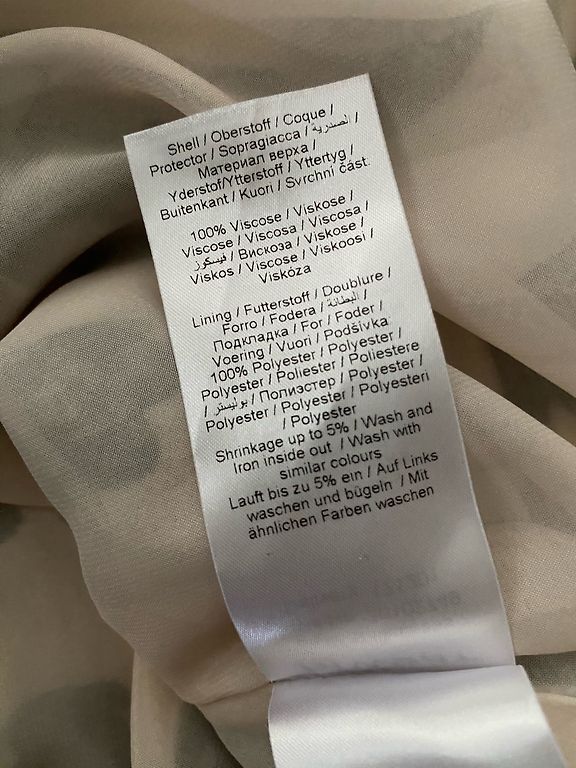 Shell / Oberstoff / Coque /
Protector / Sopragiacca / الصدرية /
Материал верха /
Yderstof/Ytterstoff / Yttertyg /
Buitenkant / Kuori / Svrchní část
100% Viscose / Viskose /
Viscose / Viscosa / Viscosa /
فيسكوز / Вискоза / Viskose /
Viskos / Viscose / Viskoosi /
Viskóza
Lining / Futterstoff / Doublure /
Forro / Fodera / البطانة /
Подкладка / For / Foder /
Voering / Vuori / Podšívka
100% Polyester / Polyester /
Polyester / Poliester / Poliestere
/ بوليستر / Полиэстер / Polyester /
Polyester / Polyester / Polyesteri
/ Polyester
Shrinkage up to 5% / Wash and
Iron inside out / Wash with
similar colours
Lauft bis zu 5% ein / Auf Links
waschen und bügeln / Mit
ähnlichen Farben waschen